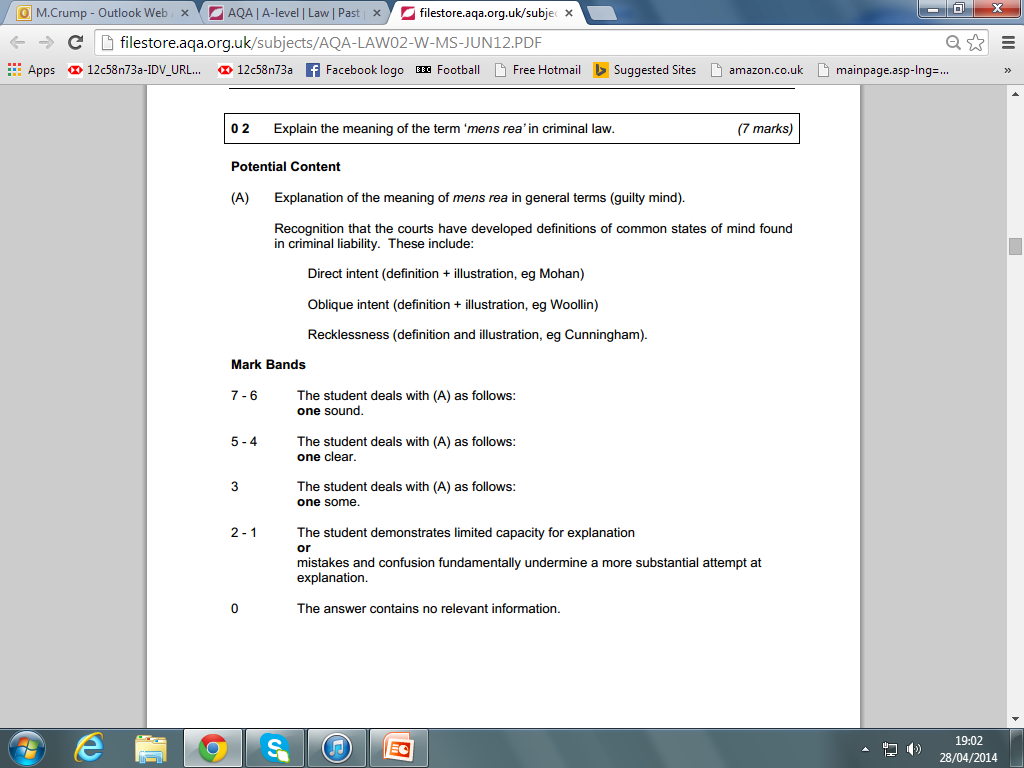 M.Crump - Outlook Web A
AQA | A-level | Law | Past p
filestore.aqa.org.uk/subje
filestore.aqa.org.uk/subjects/AQA-LAW02-W-MS-JUN12.PDF
Apps
12c58n73a-IDV_URL...
12c58n73a
Facebook logo
BBC Football
Free Hotmail
Suggested Sites
amazon.co.uk
mainpage.asp-lng=...
»
0 2 Explain the meaning of the term ‘mens rea’ in criminal law. (7 marks)
Potential Content
(A) Explanation of the meaning of mens rea in general terms (guilty mind).
Recognition that the courts have developed definitions of common states of mind found
in criminal liability. These include:
Direct intent (definition + illustration, eg Mohan)
Oblique intent (definition + illustration, eg Woollin)
Recklessness (definition and illustration, eg Cunningham).
Mark Bands
7 - 6 The student deals with (A) as follows:
one sound.
5 - 4 The student deals with (A) as follows:
one clear.
3 The student deals with (A) as follows:
one some.
2 - 1 The student demonstrates limited capacity for explanation
or
mistakes and confusion fundamentally undermine a more substantial attempt at
explanation.
0 The answer contains no relevant information.
19:02
28/04/2014